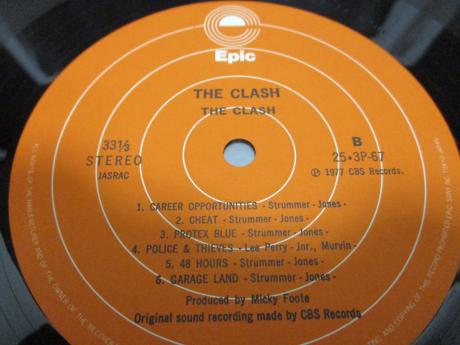 Epic
THE CLASH
THE CLASH
33⅓
STEREO
JASRAC
B
25・3P-67
Ⓟ 1977 CBS Records.
1. CAREER OPPORTUNITIES - Strummer - Jones -
2. CHEAT - Strummer - Jones -
3. PROTEX BLUE - Strummer - Jones -
4. POLICE & THIEVES - Lee Perry - Jnr., Murvin -
5. 48 HOURS - Strummer - Jones -
6. GARAGE LAND - Strummer - Jones -
Produced by Micky Foote
Original sound recording made by CBS Records